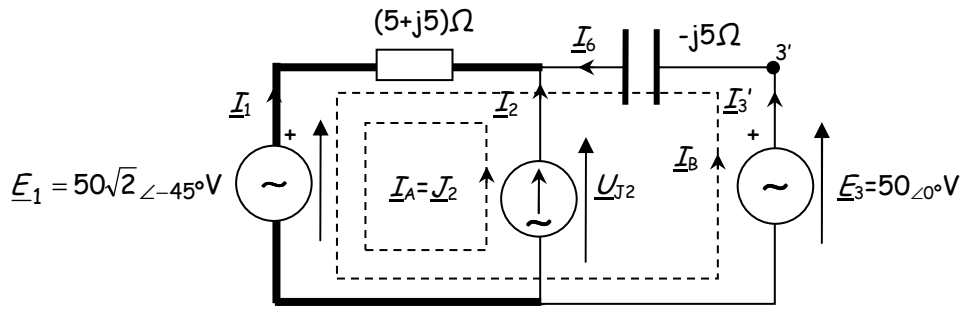 (5+j5)Ω
I6
-j5Ω
3'
I1
I2
I3'
+
+
E1 = 50√2 ∠−45°V
IA=J2
UJ2
IB
E3=50∠0°V